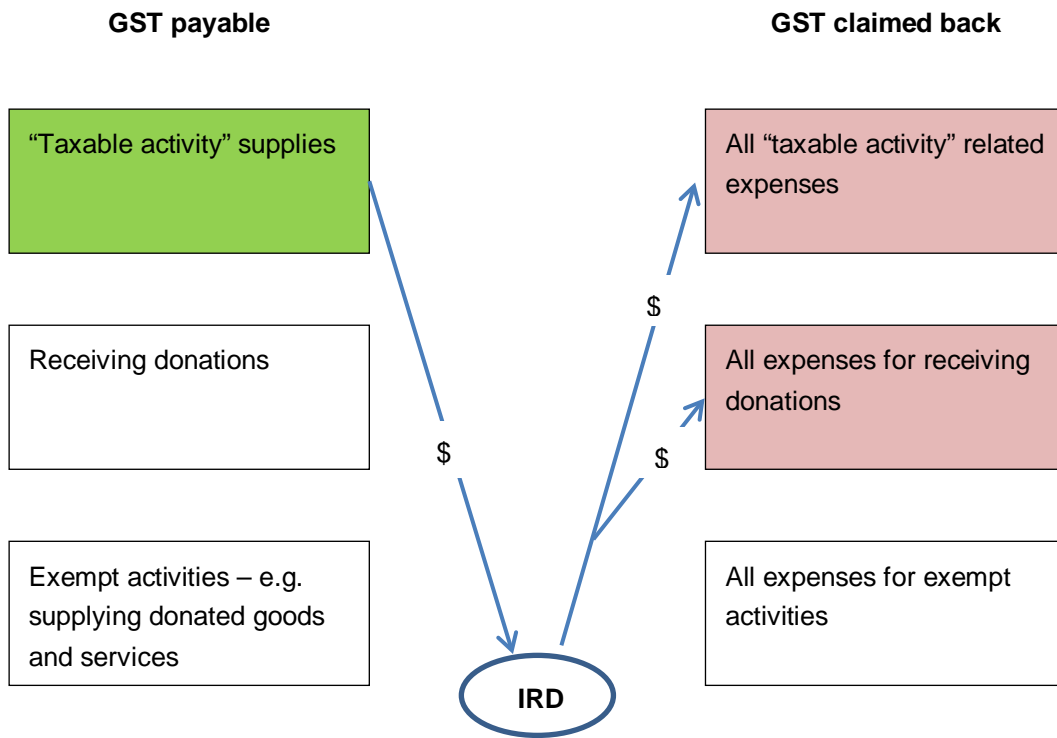 GST payable
GST claimed back
“Taxable activity” supplies
All “taxable activity” related
expenses
$
Receiving donations
All expenses for receiving
donations
$
$
Exempt activities – e.g.
supplying donated goods
and services
All expenses for exempt
activities
IRD